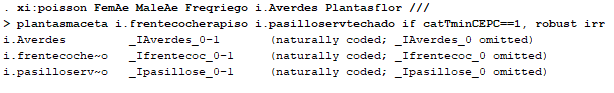 . xi:poisson FemAe MaleAe Freqriego i.Averdes Plantasflor ///
> plantasmaceta i.frentecocherapiso i.pasilloservtechado if catTminCEPC==1, robust irr
i.Averdes _IAverdes_0-1 (naturally coded; _IAverdes_0 omitted)
i.frentecoche~o _Ifrentecoc_0-1 (naturally coded; _Ifrentecoc_0 omitted)
i.pasilloserv~o _Ipasillose_0-1 (naturally coded; _Ipasillose_0 omitted)